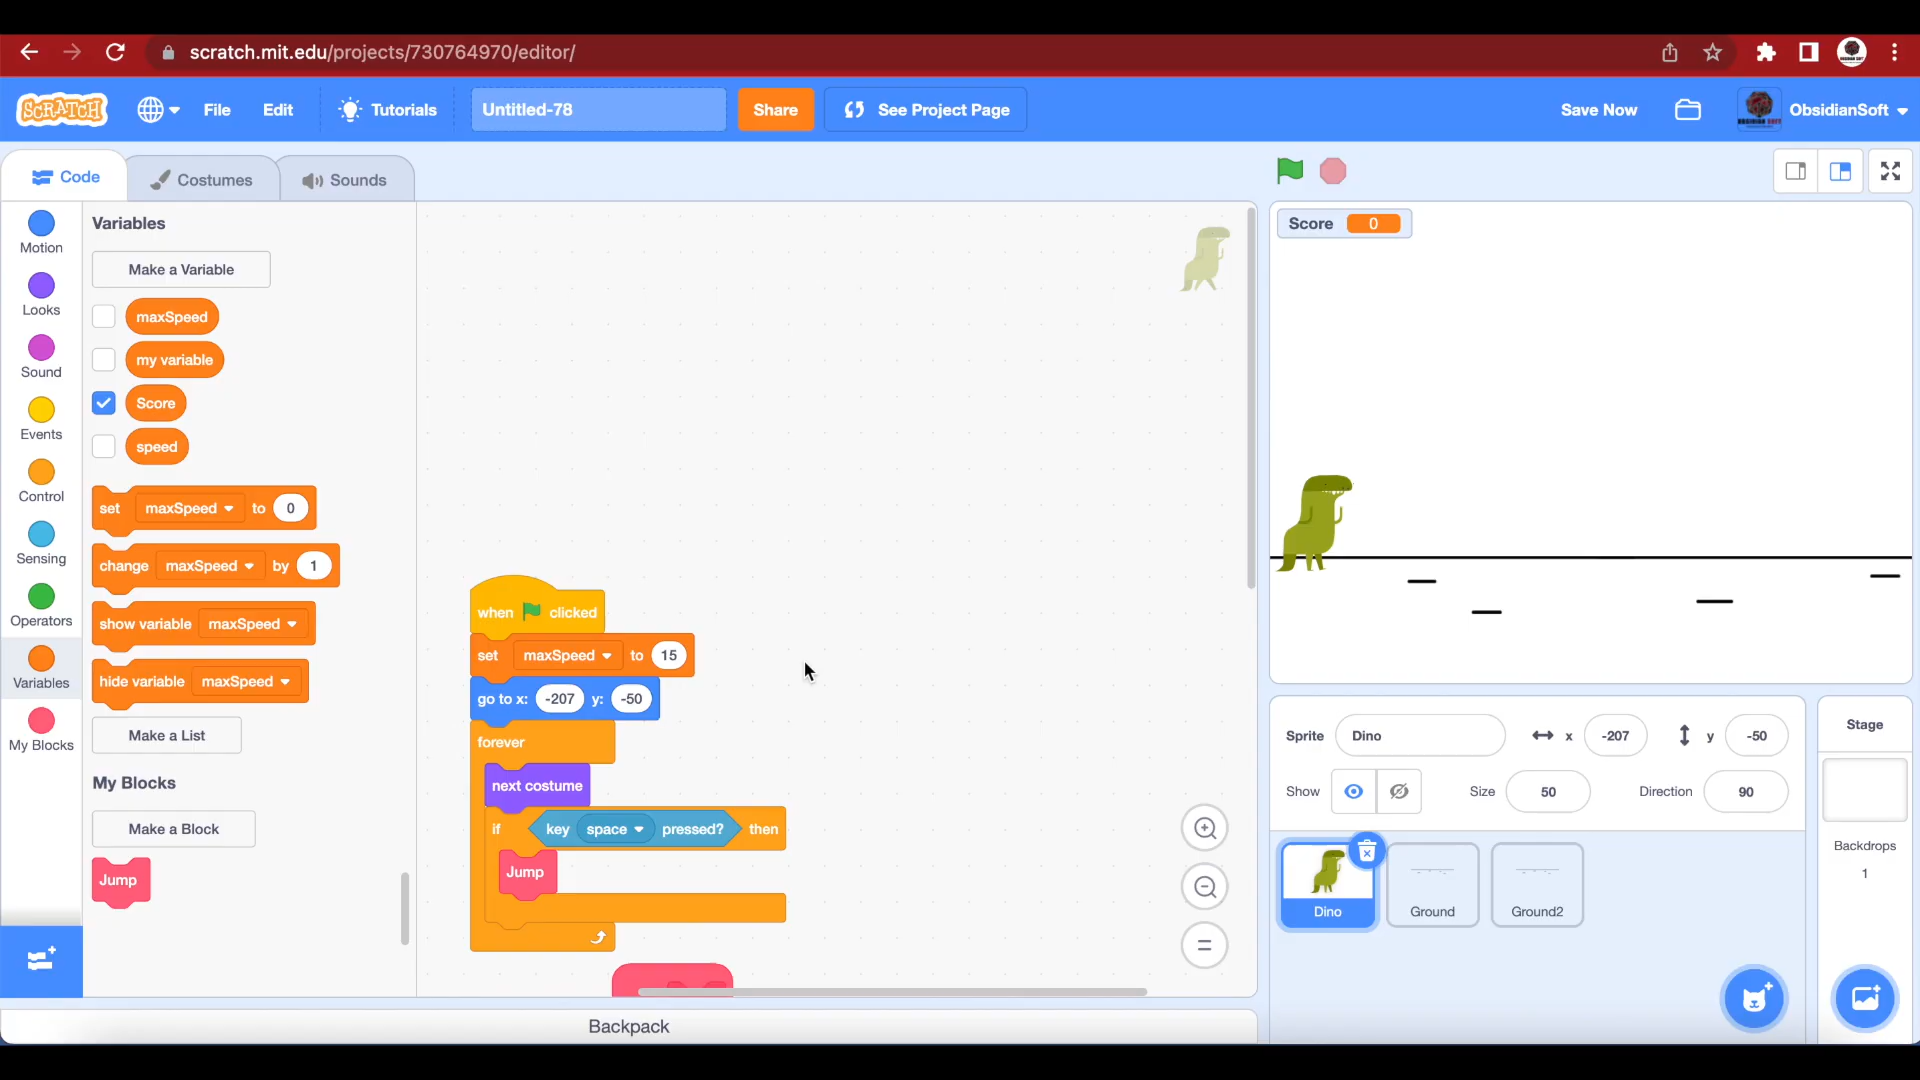 scratch.mit.edu/projects/730764970/editor/
SCRATCH
File
Edit
Tutorials
Untitled-78
Share
See Project Page
Save Now
ObsidianSoft
Code
Costumes
Sounds
Motion
Looks
Sound
Events
Control
Sensing
Operators
Variables
My Blocks
Variables
Make a Variable
maxSpeed
my variable
Score
speed
set maxSpeed to 0
change maxSpeed by 1
show variable maxSpeed
hide variable maxSpeed
Make a List
My Blocks
Make a Block
Jump
when clicked
set maxSpeed to 15
go to x: -207 y: -50
forever
next costume
if key space pressed? then
Jump
Backpack
Score 0
Sprite Dino x -207 y -50
Show Size 50 Direction 90
Dino
Ground
Ground2
Stage
Backdrops
1